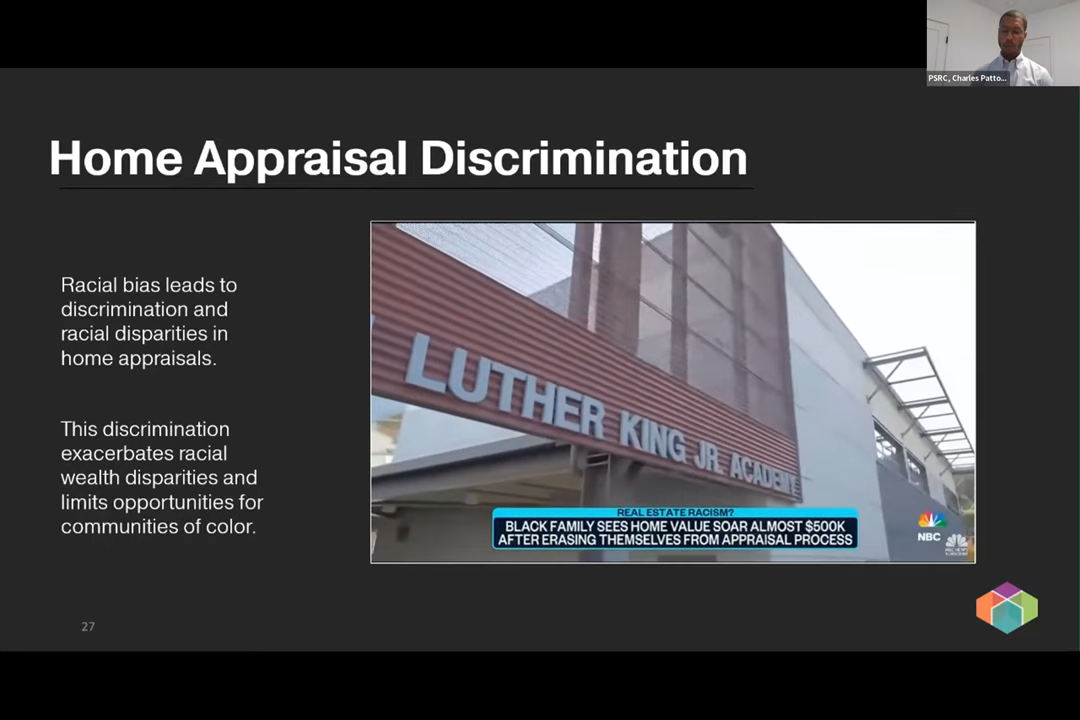 PSRC, Charles Patto...
Home Appraisal Discrimination
Racial bias leads to
discrimination and
racial disparities in
home appraisals.
This discrimination
exacerbates racial
wealth disparities and
limits opportunities for
communities of color.
LUTHER KING JR. ACADEMY
REAL ESTATE RACISM?
BLACK FAMILY SEES HOME VALUE SOAR ALMOST $500K
AFTER ERASING THEMSELVES FROM APPRAISAL PROCESS
NBC
27